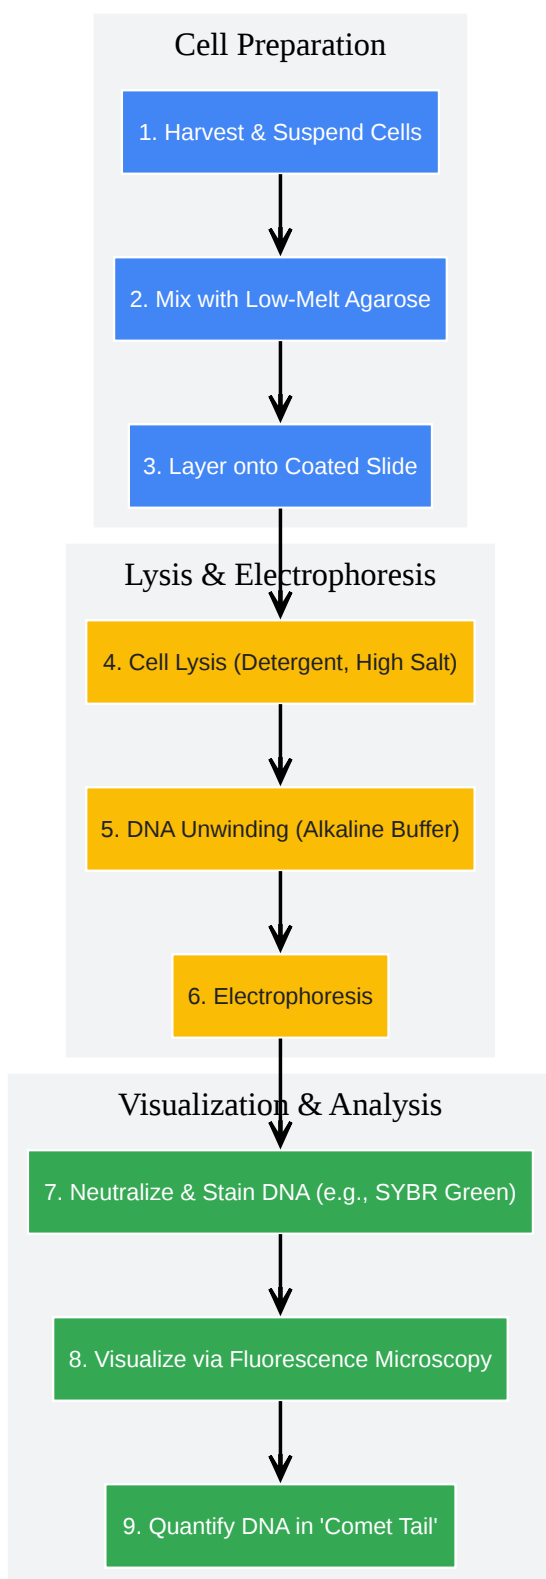 Cell Preparation
1. Harvest & Suspend Cells
2. Mix with Low-Melt Agarose
3. Layer onto Coated Slide
Lysis & Electrophoresis
4. Cell Lysis (Detergent, High Salt)
5. DNA Unwinding (Alkaline Buffer)
6. Electrophoresis
Visualization & Analysis
7. Neutralize & Stain DNA (e.g., SYBR Green)
8. Visualize via Fluorescence Microscopy
9. Quantify DNA in 'Comet Tail'